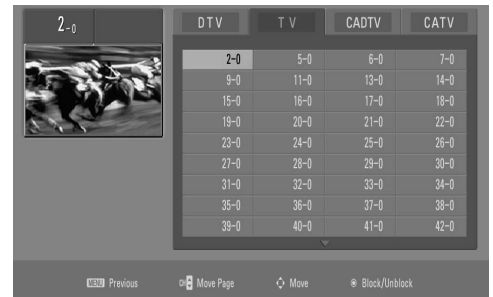 2-0
DTV TV CADTV CATV
2-0 5-0 6-0 7-0
9-0 11-0 13-0 14-0
15-0 16-0 17-0 18-0
19-0 20-0 21-0 22-0
23-0 24-0 25-0 26-0
27-0 28-0 29-0 30-0
31-0 32-0 33-0 34-0
35-0 36-0 37-0 38-0
39-0 40-0 41-0 42-0
MENU Previous CH Move Page Move Block/Unblock